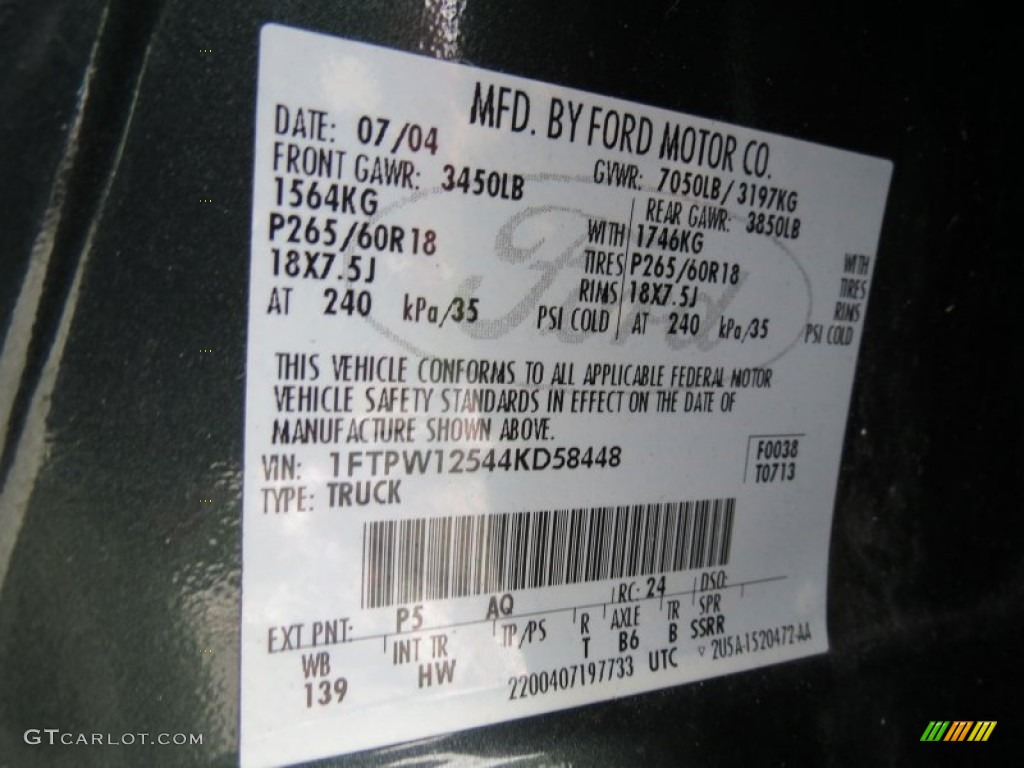 MFD. BY FORD MOTOR CO.
DATE: 07/04 GVWR: 7050LB/ 3197KG
FRONT GAWR: 3450LB REAR GAWR: 3850LB
1564KG WITH 1746KG WITH
P265/60R18 TIRES P265/60R18 TIRES
18X7.5J RIMS 18X7.5J RIMS
AT 240 kPa/35 PSI COLD AT 240 kPa/35 PSI COLD
Ford
THIS VEHICLE CONFORMS TO ALL APPLICABLE FEDERAL MOTOR
VEHICLE SAFETY STANDARDS IN EFFECT ON THE DATE OF
MANUFACTURE SHOWN ABOVE.
VIN: 1FTPW12544KD58448 F0038
TYPE: TRUCK T0713
EXT PNT: P5 AQ RC: 24 DSO:
WB INT TR TP/PS R AXLE TR SPR
139 HW T B6 B SSRR
2200407197733 UTC ▽ 2U5A-1520472-AA
GTCARLOT.COM